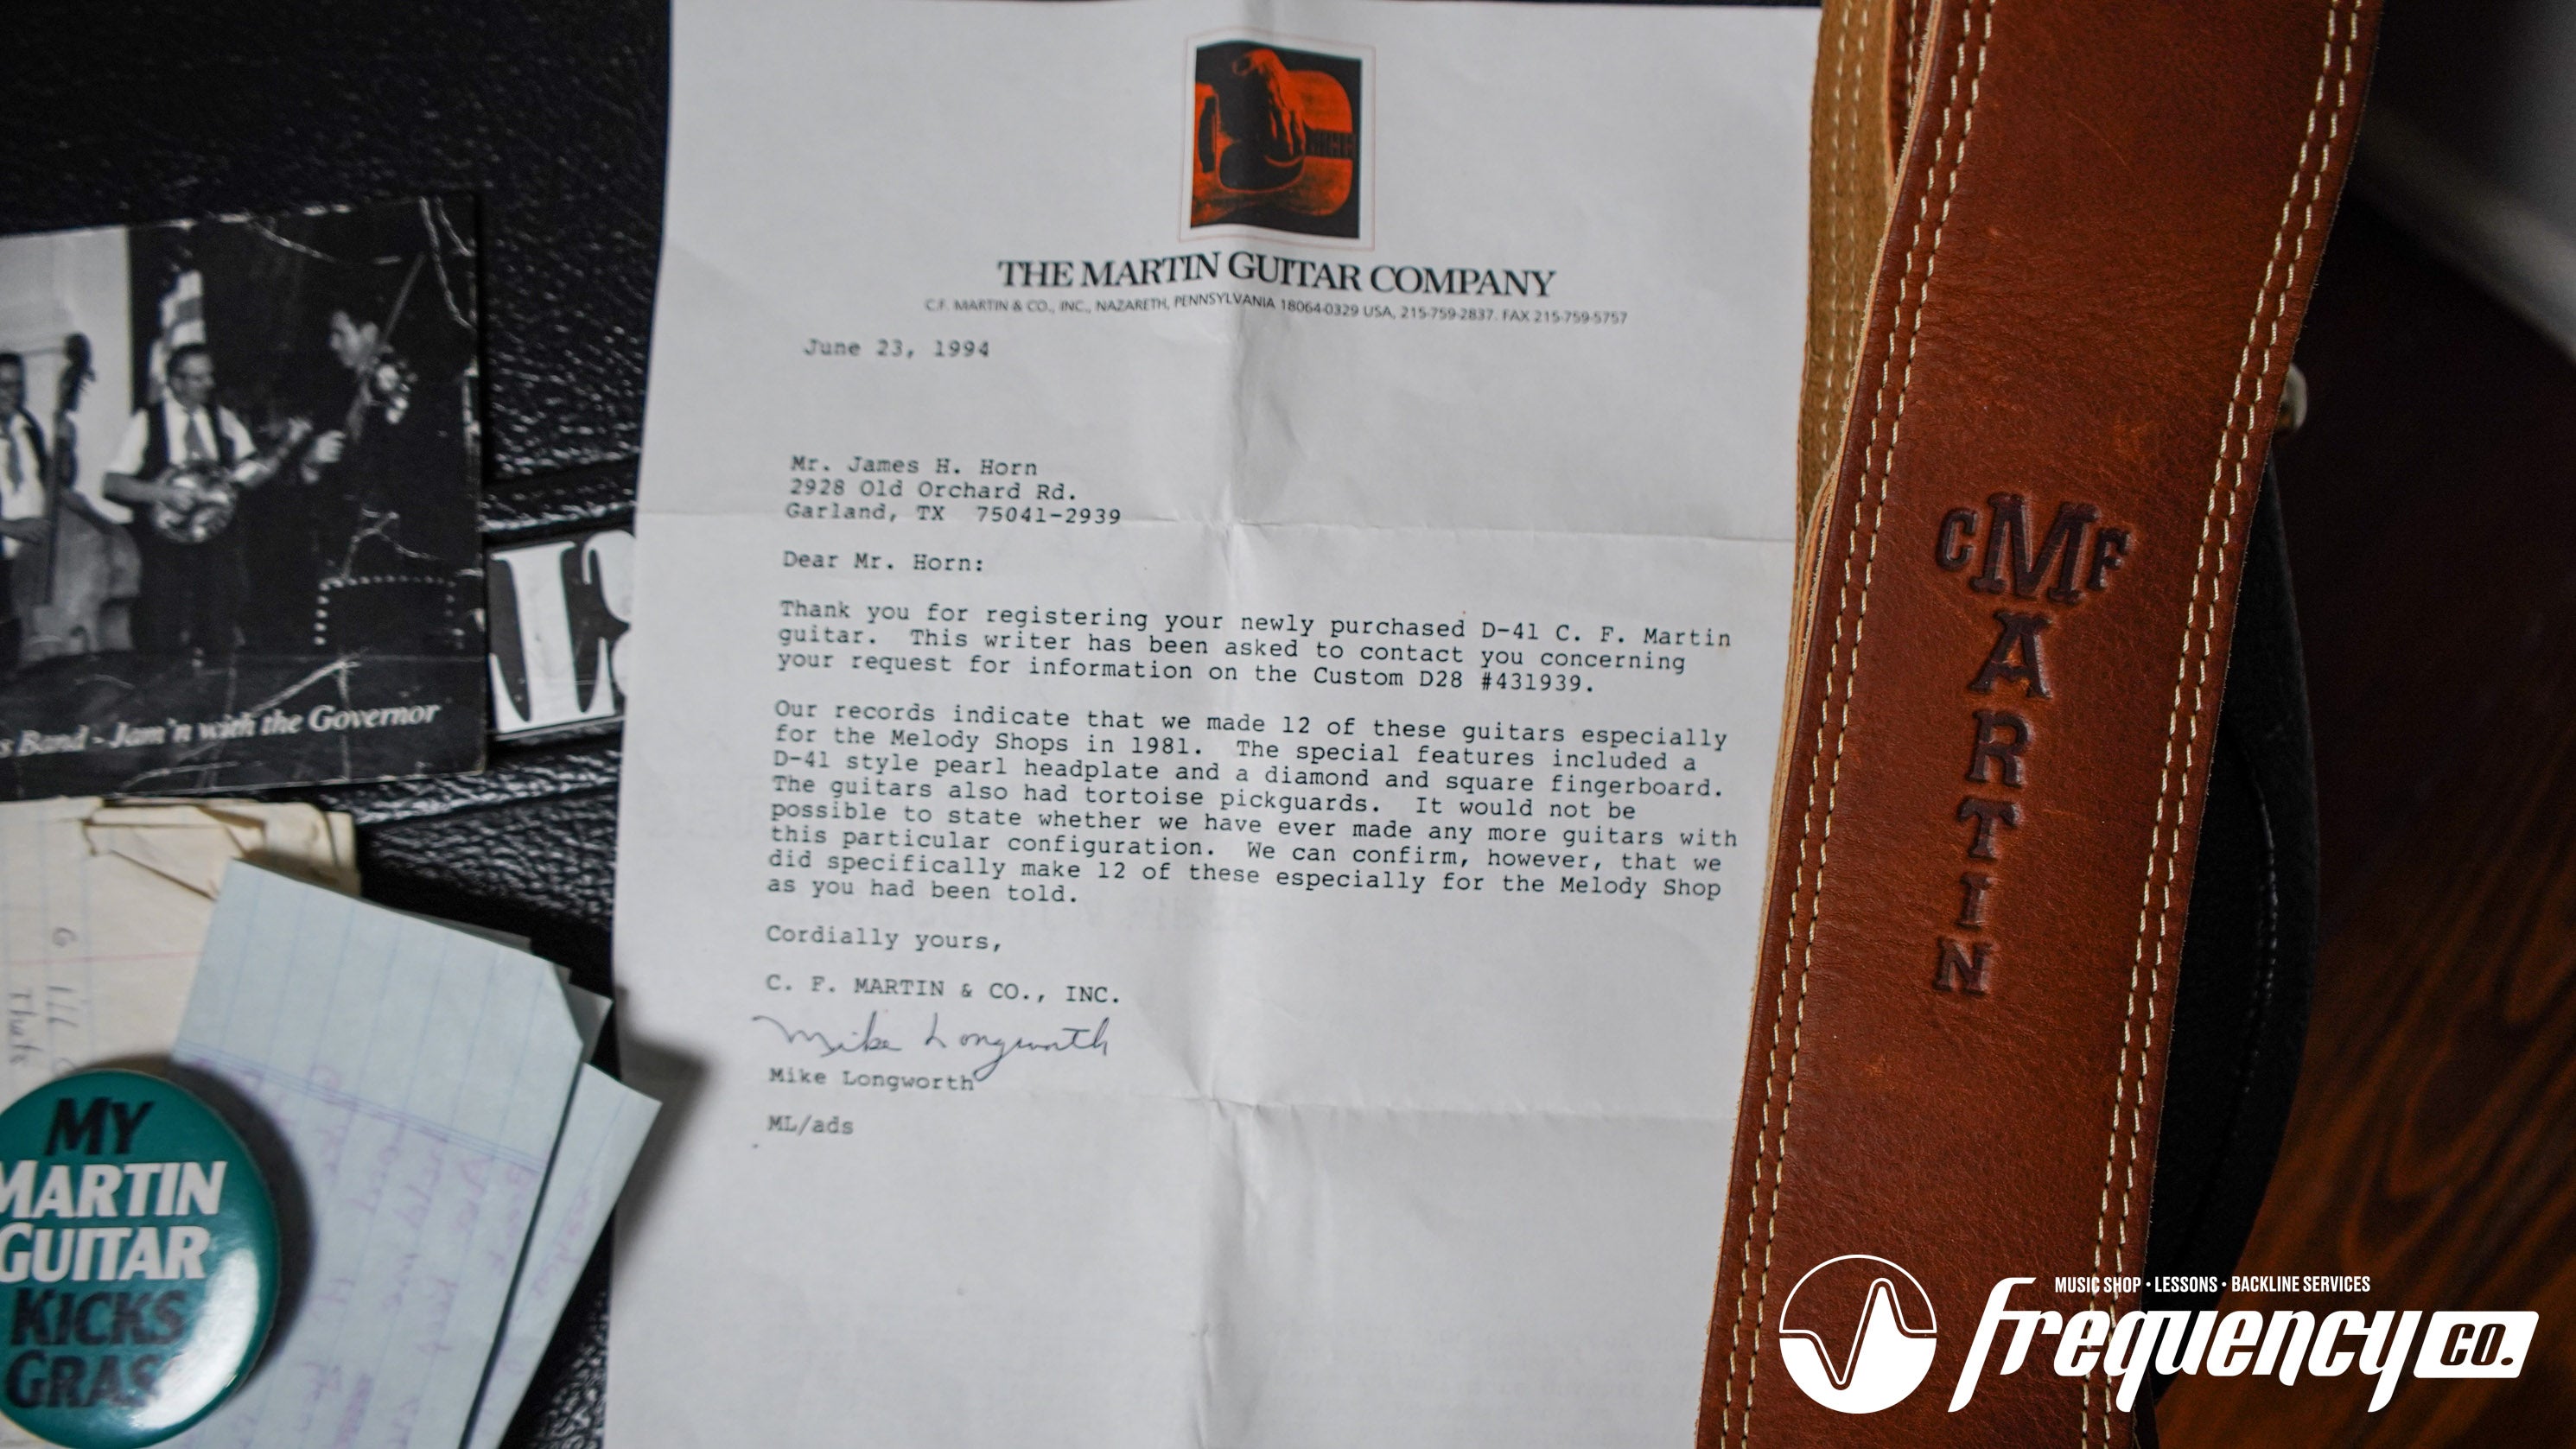 THE MARTIN GUITAR COMPANY
C.F. MARTIN & CO., INC., NAZARETH, PENNSYLVANIA 18064-0329 USA, 215-759-2837. FAX 215-759-5757
June 23, 1994
Mr. James H. Horn
2928 Old Orchard Rd.
Garland, TX  75041-2939
Dear Mr. Horn:
Thank you for registering your newly purchased D-41 C. F. Martin
guitar.  This writer has been asked to contact you concerning
your request for information on the Custom D28 #431939.
Our records indicate that we made 12 of these guitars especially
for the Melody Shops in 1981.  The special features included a
D-41 style pearl headplate and a diamond and square fingerboard.
The guitars also had tortoise pickguards.  It would not be
possible to state whether we have ever made any more guitars with
this particular configuration.  We can confirm, however, that we
did specifically make 12 of these especially for the Melody Shop
as you had been told.
Cordially yours,
C. F. MARTIN & CO., INC.
Mike Longworth
Mike Longworth
ML/ads
s Band - Jam'n with the Governor
G I'll
That's
MY
MARTIN
GUITAR
KICKS
GRAS
CMF
MARTIN
MUSIC SHOP • LESSONS • BACKLINE SERVICES
frequency CO.